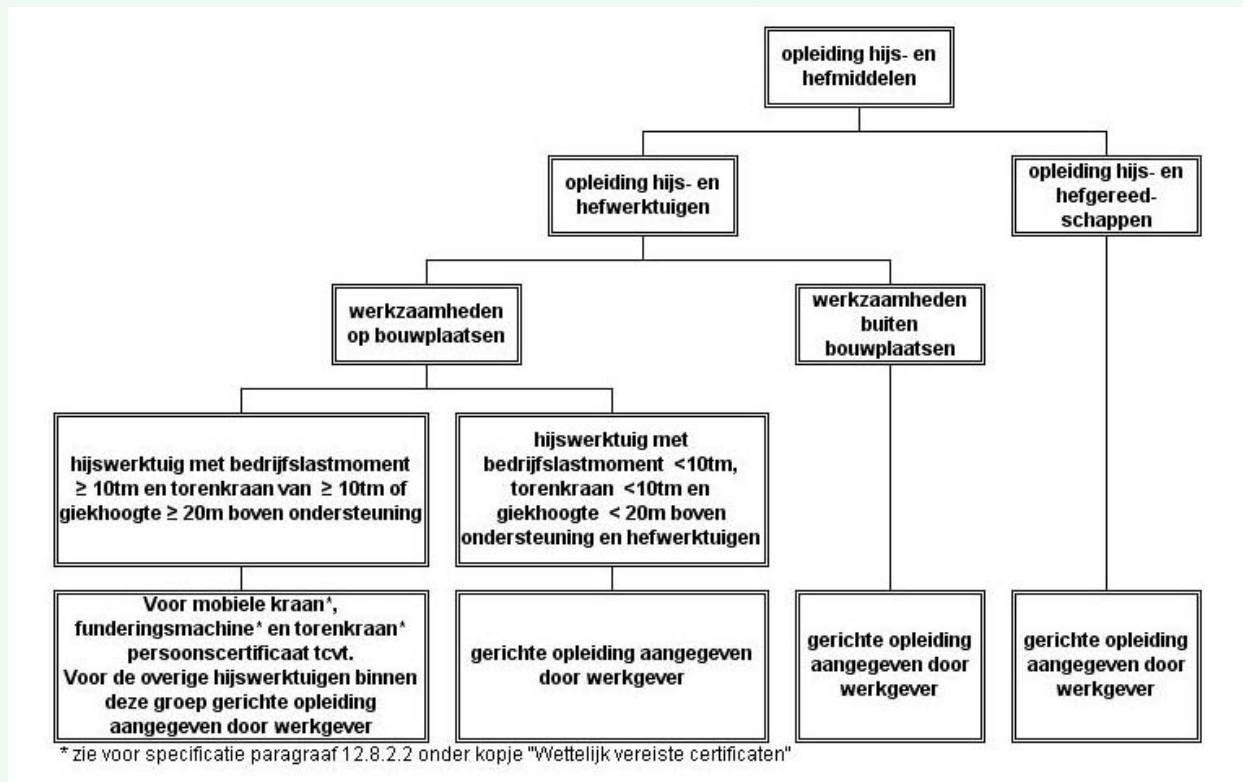 opleiding hijs- en
hefmiddelen
opleiding hijs- en
hefwerktuigen
opleiding hijs- en
hefgereed-
schappen
werkzaamheden
op bouwplaatsen
werkzaamheden
buiten
bouwplaatsen
hijswerktuig met bedrijfslastmoment
≥ 10tm en torenkraan van ≥ 10tm of
giekhoogte ≥ 20m boven ondersteuning
hijswerktuig met
bedrijfslastmoment <10tm,
torenkraan <10tm en
giekhoogte < 20m boven
ondersteuning en hefwerktuigen
Voor mobiele kraan*,
funderingsmachine* en torenkraan*
persoonscertificaat tcvt.
Voor de overige hijswerktuigen binnen
deze groep gerichte opleiding
aangegeven door werkgever
gerichte opleiding aangegeven
door werkgever
gerichte opleiding
aangegeven door
werkgever
gerichte opleiding
aangegeven door
werkgever
* zie voor specificatie paragraaf 12.8.2.2 onder kopje "Wettelijk vereiste certificaten"